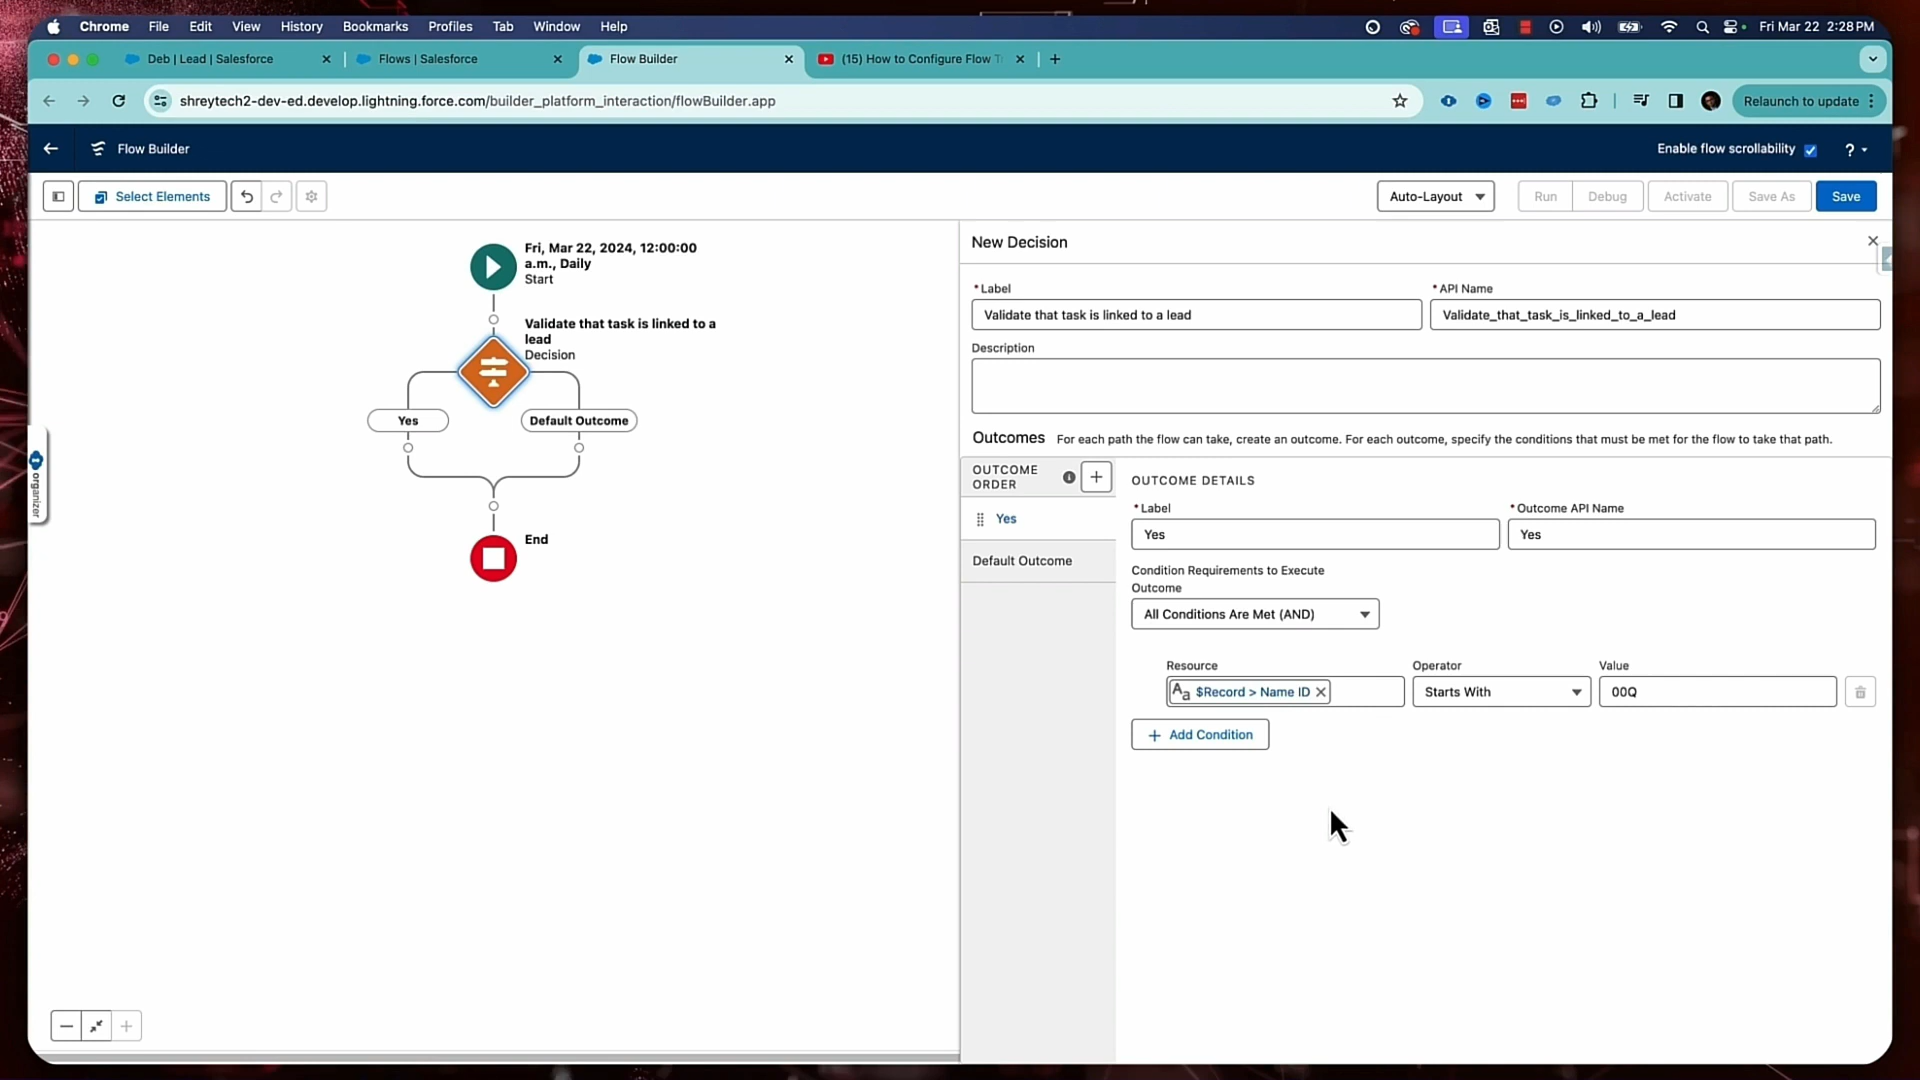 Chrome File Edit View History Bookmarks Profiles Tab Window Help Fri Mar 22 2:28 PM
Deb | Lead | Salesforce Flows | Salesforce Flow Builder (15) How to Configure Flow T
shreytech2-dev-ed.develop.lightning.force.com/builder_platform_interaction/flowBuilder.app Relaunch to update
Flow Builder Enable flow scrollability ?
Select Elements Auto-Layout Run Debug Activate Save As Save
Fri, Mar 22, 2024, 12:00:00
a.m., Daily
Start
Validate that task is linked to a
lead
Decision
Yes Default Outcome
End
organizer
New Decision
* Label * API Name
Validate that task is linked to a lead Validate_that_task_is_linked_to_a_lead
Description
Outcomes For each path the flow can take, create an outcome. For each outcome, specify the conditions that must be met for the flow to take that path.
OUTCOME
ORDER
Yes
Default Outcome
OUTCOME DETAILS
* Label * Outcome API Name
Yes Yes
Condition Requirements to Execute
Outcome
All Conditions Are Met (AND)
Resource Operator Value
Aa $Record > Name ID Starts With 00Q
+ Add Condition